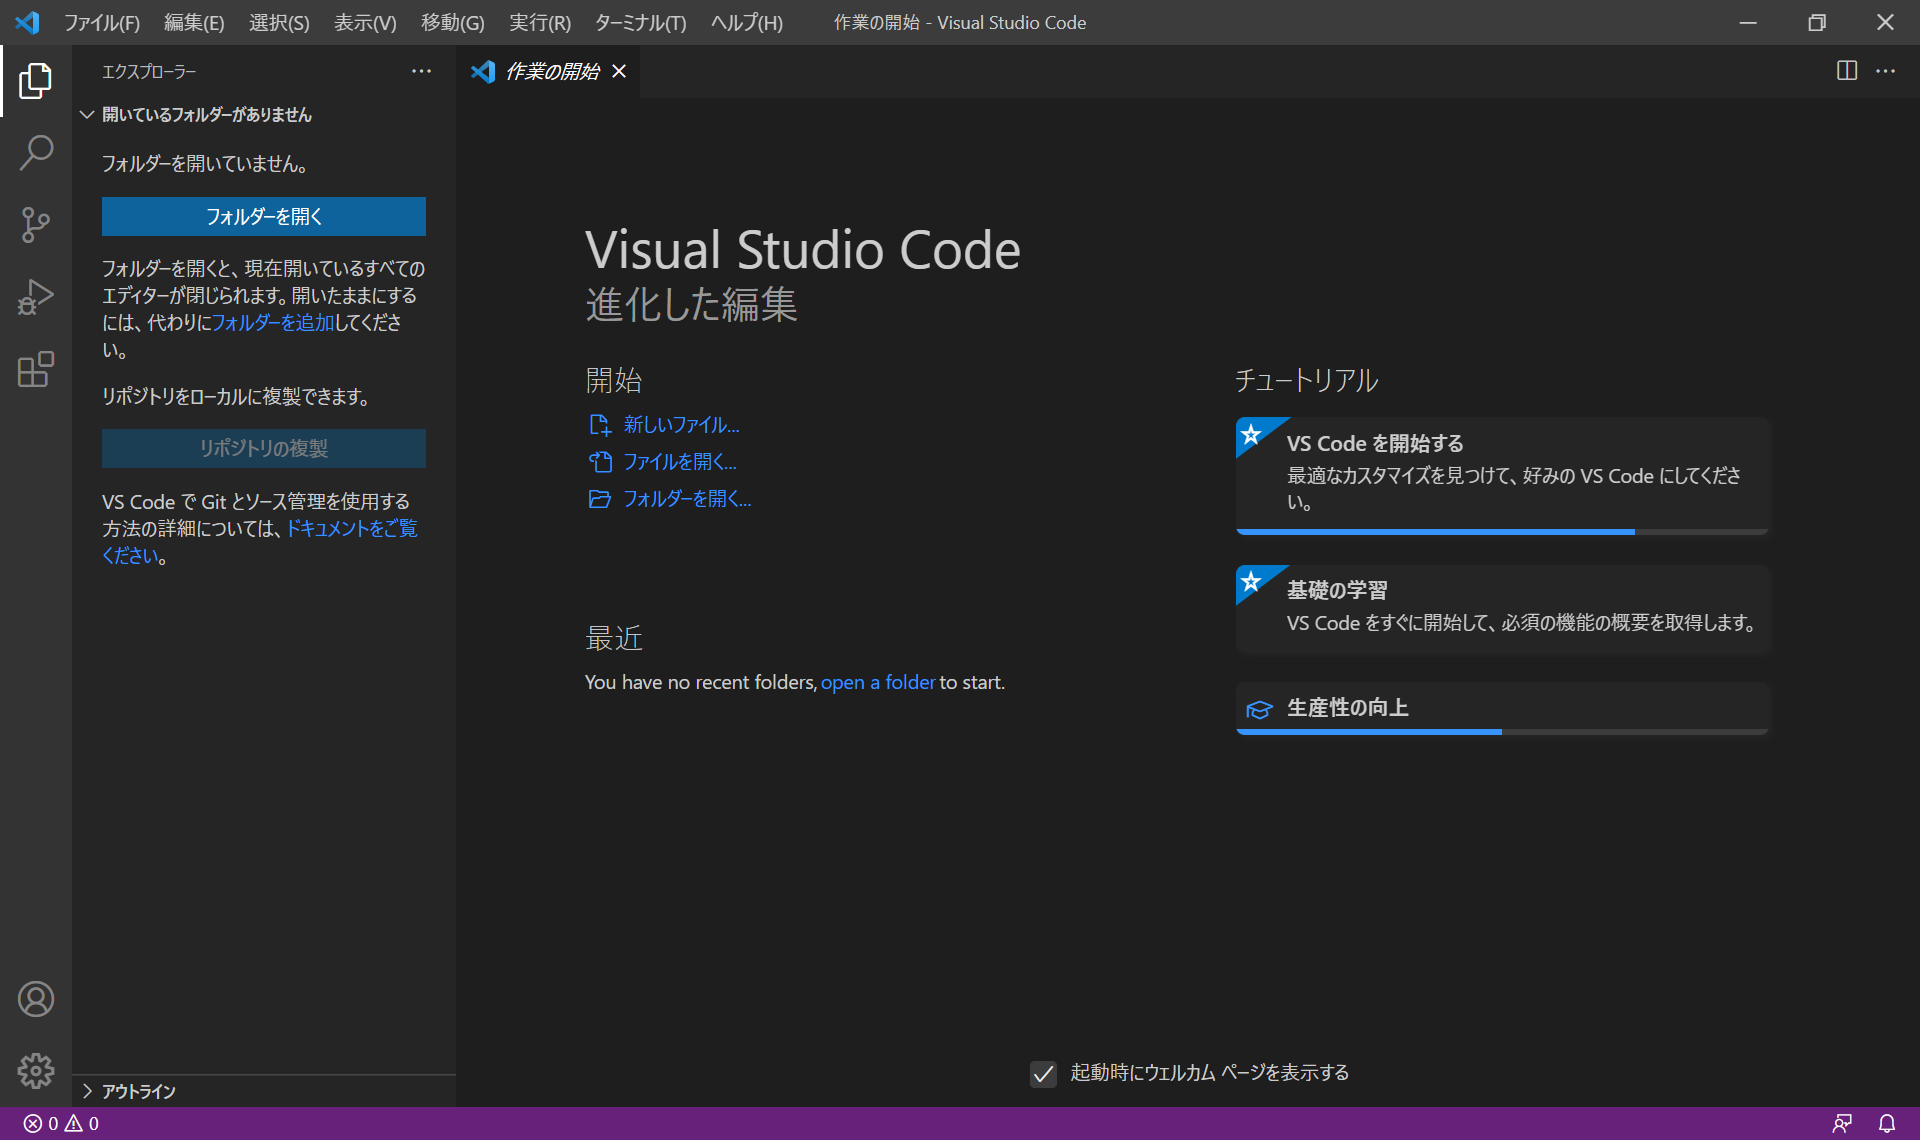 ファイル(F) 編集(E) 選択(S) 表示(V) 移動(G) 実行(R) ターミナル(T) ヘルプ(H) 作業の開始 - Visual Studio Code
エクスプローラー
開いているフォルダーがありません
フォルダーを開いていません。
フォルダーを開く
フォルダーを開くと、現在開いているすべての
エディターが閉じられます。開いたままにする
には、代わりにフォルダーを追加してくださ
い。
リポジトリをローカルに複製できます。
リポジトリの複製
VS Code で Git とソース管理を使用する
方法の詳細については、ドキュメントをご覧
ください。
アウトライン
作業の開始
Visual Studio Code
進化した編集
開始
新しいファイル...
ファイルを開く...
フォルダーを開く...
最近
You have no recent folders, open a folder to start.
チュートリアル
VS Code を開始する
最適なカスタマイズを見つけて、好みの VS Code にしてくださ
い。
基礎の学習
VS Code をすぐに開始して、必須の機能の概要を取得します。
生産性の向上
起動時にウェルカム ページを表示する
0 0